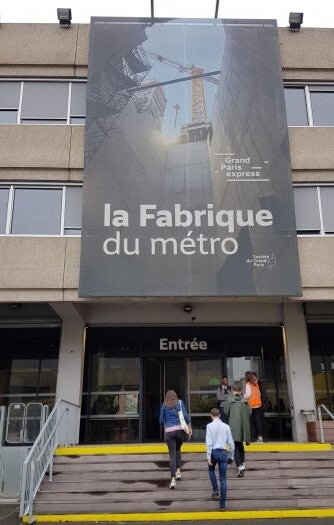 Grand
Paris
express
la Fabrique
du métro
Société
du Grand
Paris
Entrée